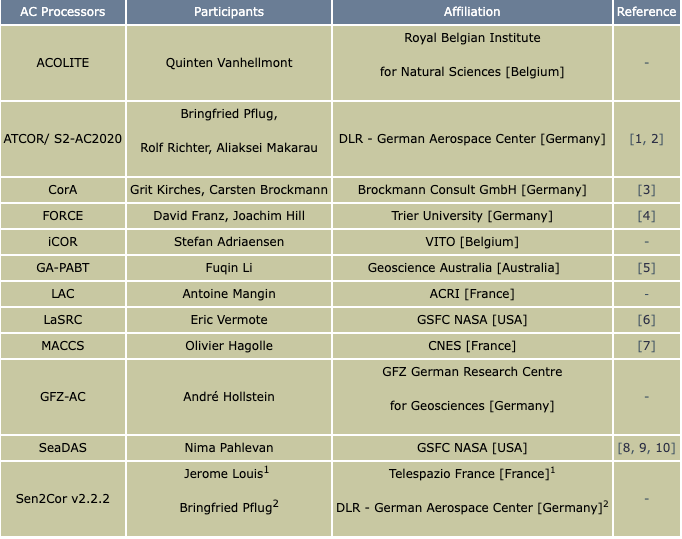 AC Processors Participants Affiliation Reference
ACOLITE Quinten Vanhellmont Royal Belgian Institute
for Natural Sciences [Belgium] -
ATCOR/ S2-AC2020 Bringfried Pflug,
Rolf Richter, Aliaksei Makarau DLR - German Aerospace Center [Germany] [1, 2]
CorA Grit Kirches, Carsten Brockmann Brockmann Consult GmbH [Germany] [3]
FORCE David Franz, Joachim Hill Trier University [Germany] [4]
iCOR Stefan Adriaensen VITO [Belgium] -
GA-PABT Fuqin Li Geoscience Australia [Australia] [5]
LAC Antoine Mangin ACRI [France] -
LaSRC Eric Vermote GSFC NASA [USA] [6]
MACCS Olivier Hagolle CNES [France] [7]
GFZ-AC André Hollstein GFZ German Research Centre
for Geosciences [Germany] -
SeaDAS Nima Pahlevan GSFC NASA [USA] [8, 9, 10]
Sen2Cor v2.2.2 Jerome Louis1 Telespazio France [France]1
Bringfried Pflug2 DLR - German Aerospace Center [Germany]2 -